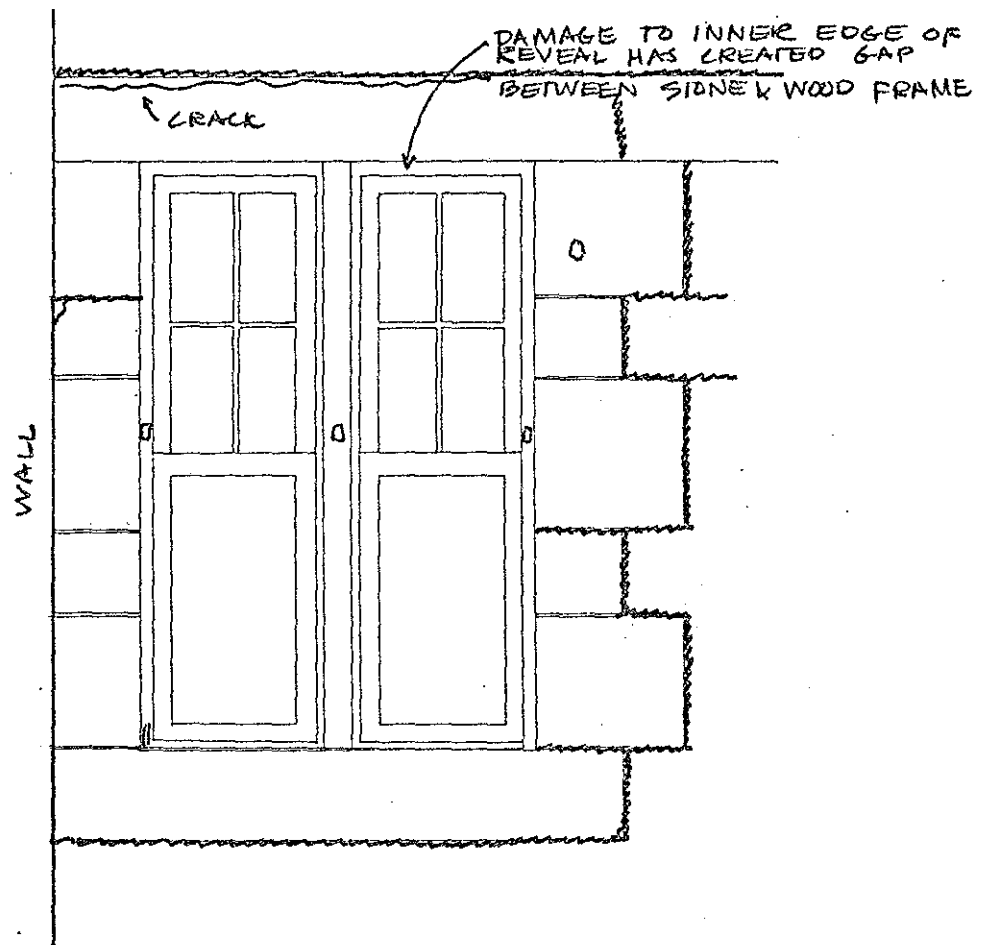 DAMAGE TO INNER EDGE OF
REVEAL HAS CREATED GAP
BETWEEN STONE & WOOD FRAME
CRACK
WALL